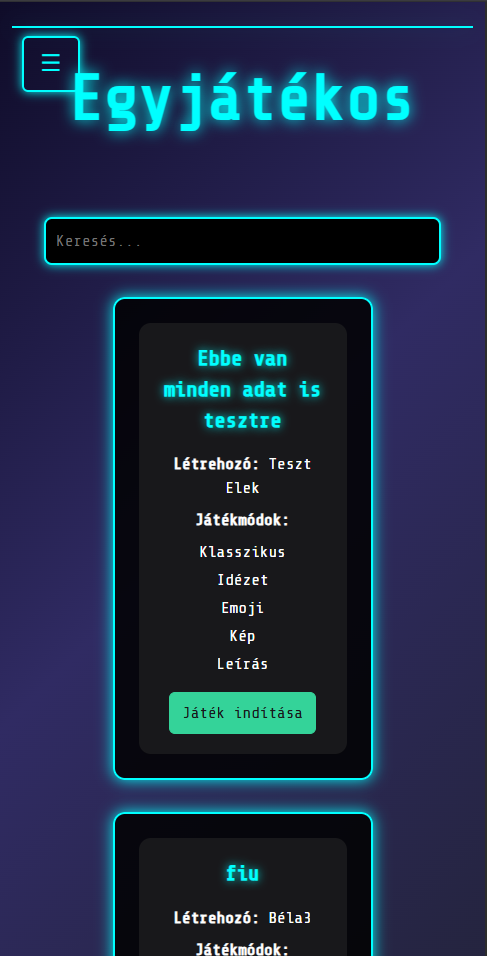 ☰
Egyjátékos
Keresés...
Ebbe van
minden adat is
tesztre
Létrehozó: Teszt
Elek
Játékmódok:
Klasszikus
Idézet
Emoji
Kép
Leírás
Játék indítása
fiu
Létrehozó: Béla3
Játékmódok: